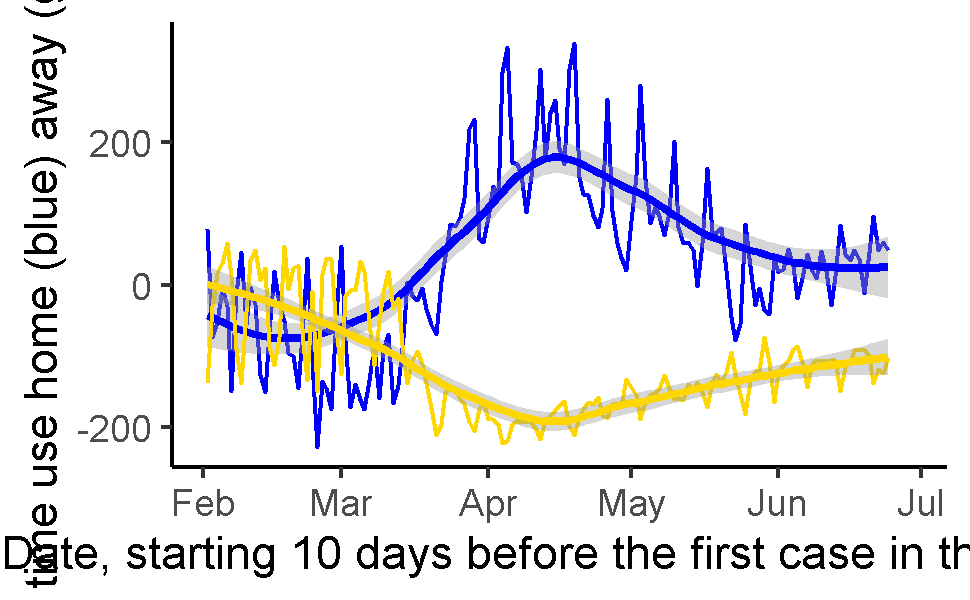 time use home (blue) away (
200
0
-200
Feb Mar Apr May Jun Jul
Date, starting 10 days before the first case in th